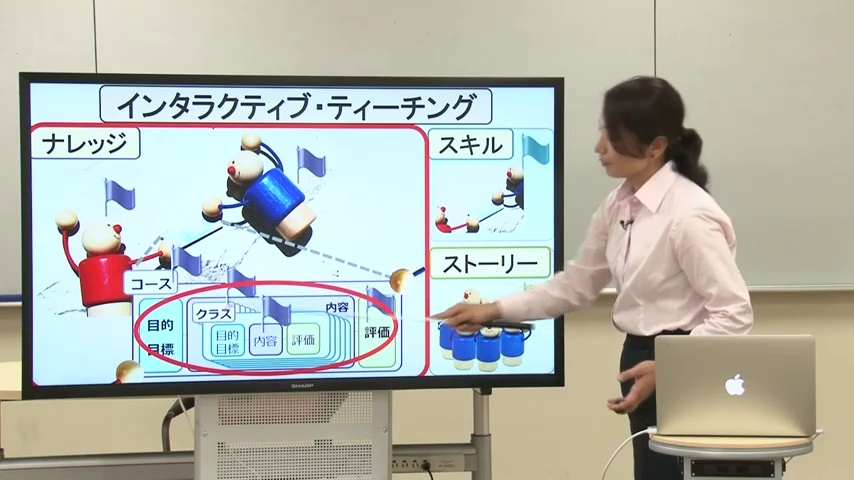 インタラクティブ・ティーチング
ナレッジ
スキル
ストーリー
コース
目的
目標
クラス
内容
目的
目標
内容
評価
評価
SHARP